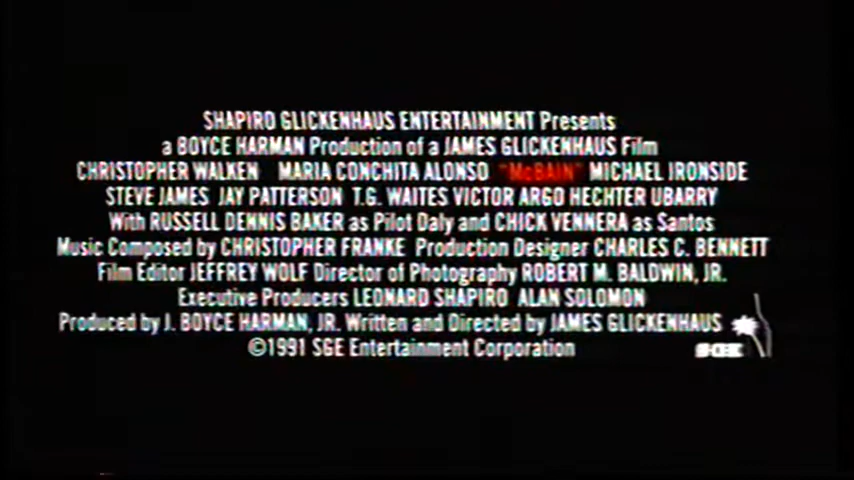 SHAPIRO GLICKENHAUS ENTERTAINMENT Presents
a BOYCE HARMAN Production of a JAMES GLICKENHAUS Film
CHRISTOPHER WALKEN MARIA CONCHITA ALONSO "McBAIN" MICHAEL IRONSIDE
STEVE JAMES JAY PATTERSON T.G. WAITES VICTOR ARGO HECHTER UBARRY
With RUSSELL DENNIS BAKER as Pilot Daly and CHICK VENNERA as Santos
Music Composed by CHRISTOPHER FRANKE Production Designer CHARLES C. BENNETT
Film Editor JEFFREY WOLF Director of Photography ROBERT M. BALDWIN, JR.
Executive Producers LEONARD SHAPIRO ALAN SOLOMON
Produced by J. BOYCE HARMAN, JR. Written and Directed by JAMES GLICKENHAUS
©1991 SGE Entertainment Corporation